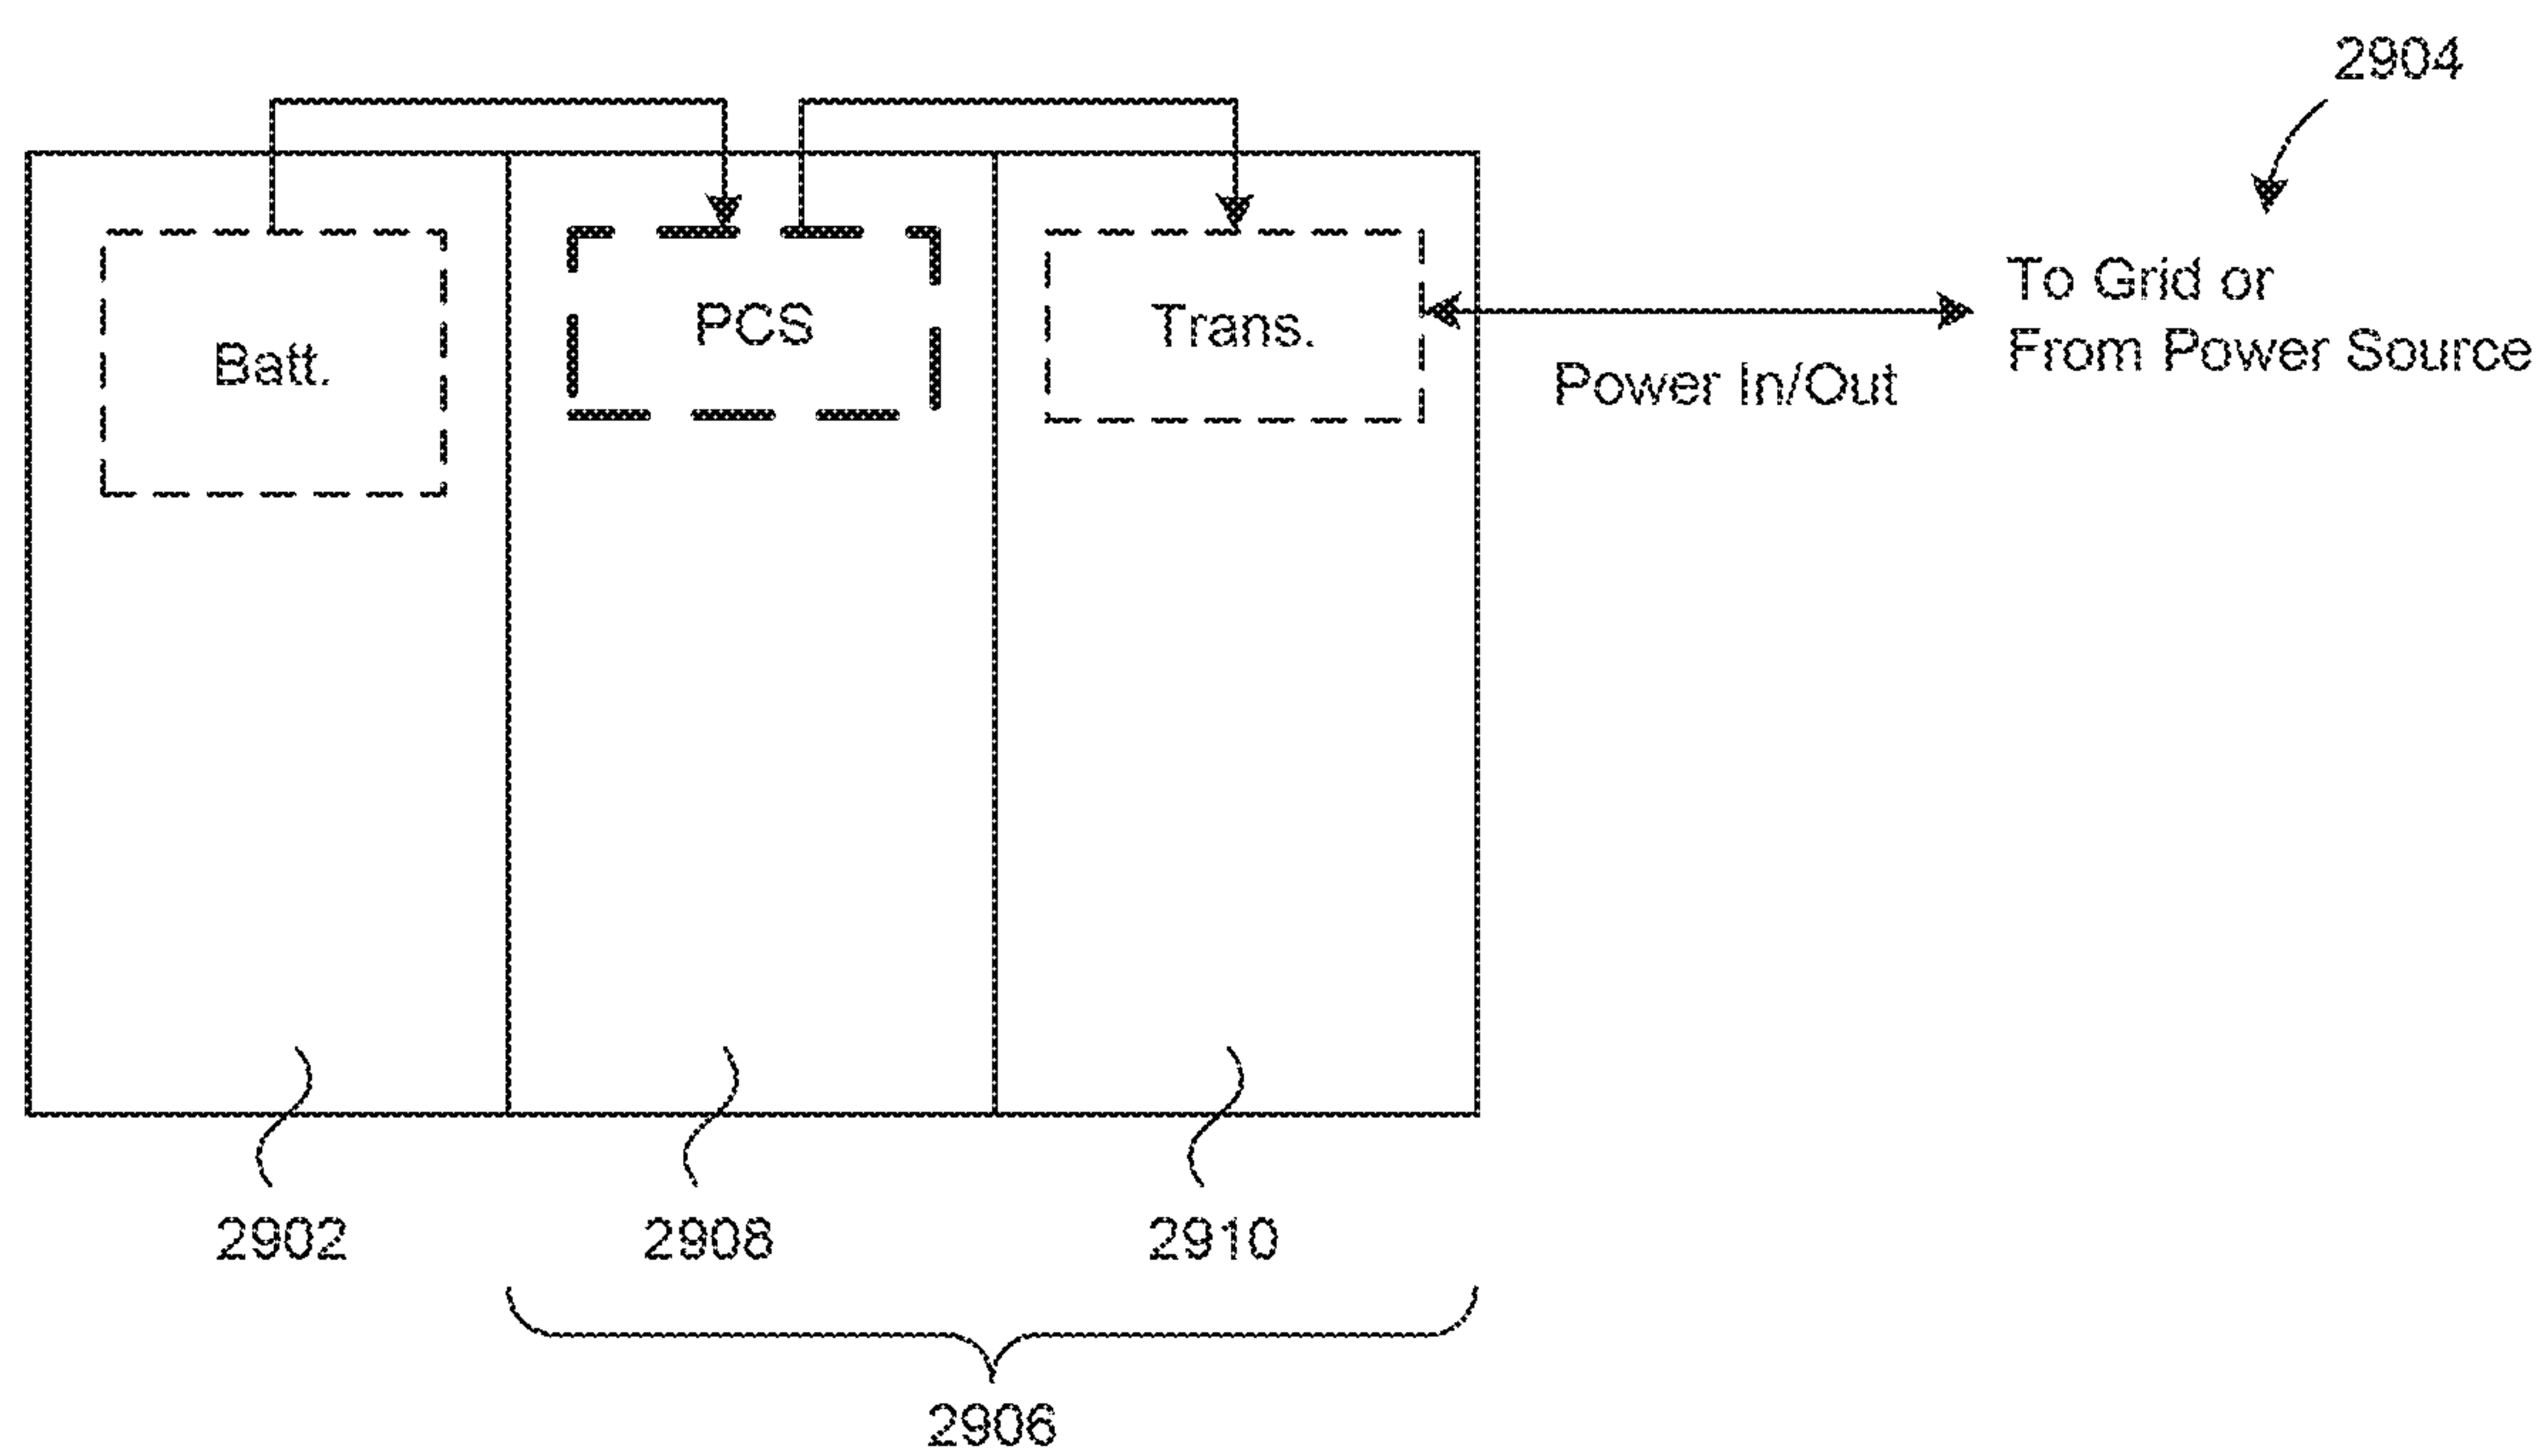 2904
Batt.
PCS
Trans.
To Grid or
From Power Source
Power In/Out
2902
2908
2910
2906